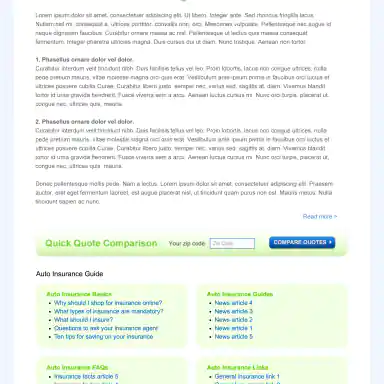 Lorem ipsum dolor sit amet, consectetuer adipiscing elit. Ut libero. Integer ante. Sed rhoncus fringilla lacus.
Nullam est mi, consequat a, ultrices porttitor, convallis non, orci. Maecenas vulputate. Pellentesque nec augue id
neque dignissim faucibus. Curabitur ornare massa ac nisl. Pellentesque at lectus quis massa consequat
fermentum. Integer pharetra ultricies magna. Duis cursus dui ut diam. Nunc tristique. Aenean non tortor.
1. Phasellus ornare dolor vel dolor.
Curabitur interdum velit tincidunt nibh. Duis facilisis tellus vel leo. Proin lobortis, lacus non congue ultrices, nulla
pede pretium mauris, vitae molestie magna orci quis erat. Vestibulum ante ipsum primis in faucibus orci luctus et
ultrices posuere cubilia Curae; Curabitur libero justo, semper nec, varius sed, sagittis at, diam. Vivamus blandit
tortor id urna gravida hendrerit. Fusce viverra sem a arcu. Aenean suscipit cursus mi. Nunc orci turpis, placerat ut,
congue nec, ultrices quis, mauris.
2. Phasellus ornare dolor vel dolor.
Curabitur interdum velit tincidunt nibh. Duis facilisis tellus vel leo. Proin lobortis, lacus non congue ultrices, nulla
pede pretium mauris, vitae molestie magna orci quis erat. Vestibulum ante ipsum primis in faucibus orci luctus et
ultrices posuere cubilia Curae; Curabitur libero justo, semper nec, varius sed, sagittis at, diam. Vivamus blandit
tortor id urna gravida hendrerit. Fusce viverra sem a arcu. Aenean suscipit cursus mi. Nunc orci turpis, placerat ut,
congue nec, ultrices quis, mauris.
Donec pellentesque mollis pede. Nam a lectus. Lorem ipsum dolor sit amet, consectetuer adipiscing elit. Praesent
auctor, erat eget fermentum laoreet, est augue placerat nisl, ut tincidunt quam purus non est. Mauris metus. Nulla
tincidunt sapien ac nunc.
Read more >
Quick Quote Comparison Your zip code Zip Code COMPARE QUOTES
Auto Insurance Guide
Auto Insurance Basics
Why should I shop for insurance online?
What types of insurance are mandatory?
What should I insure?
Questions to ask your insurance agent
Ten tips for saving on your insurance
Auto Insurance Guides
News article 4
News article 3
News article 2
News article 1
News article 5
Auto Insurance FAQs
Insurance facts article 5
Auto Insurance Links
General insurance link 1